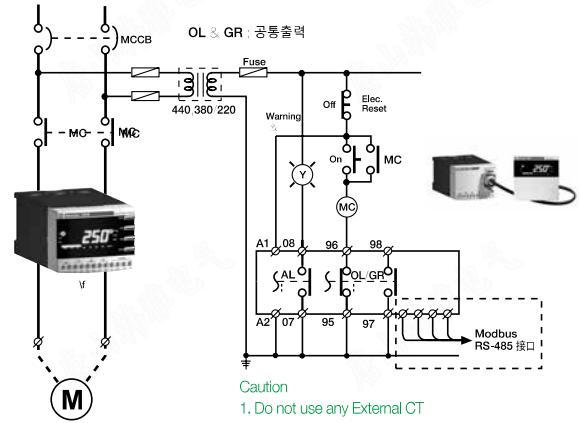 MCCB
OL & GR : 공통출력
Fuse
440,380/220
Off
Elec.
Reset
Warning
&
MC
MC
MC
On
MC
Y
MC
250
250
\f
A1 08 96 98
AL
OL/GR
A2 07 95 97
Modbus
RS-485 接口
M
Caution
1. Do not use any External CT